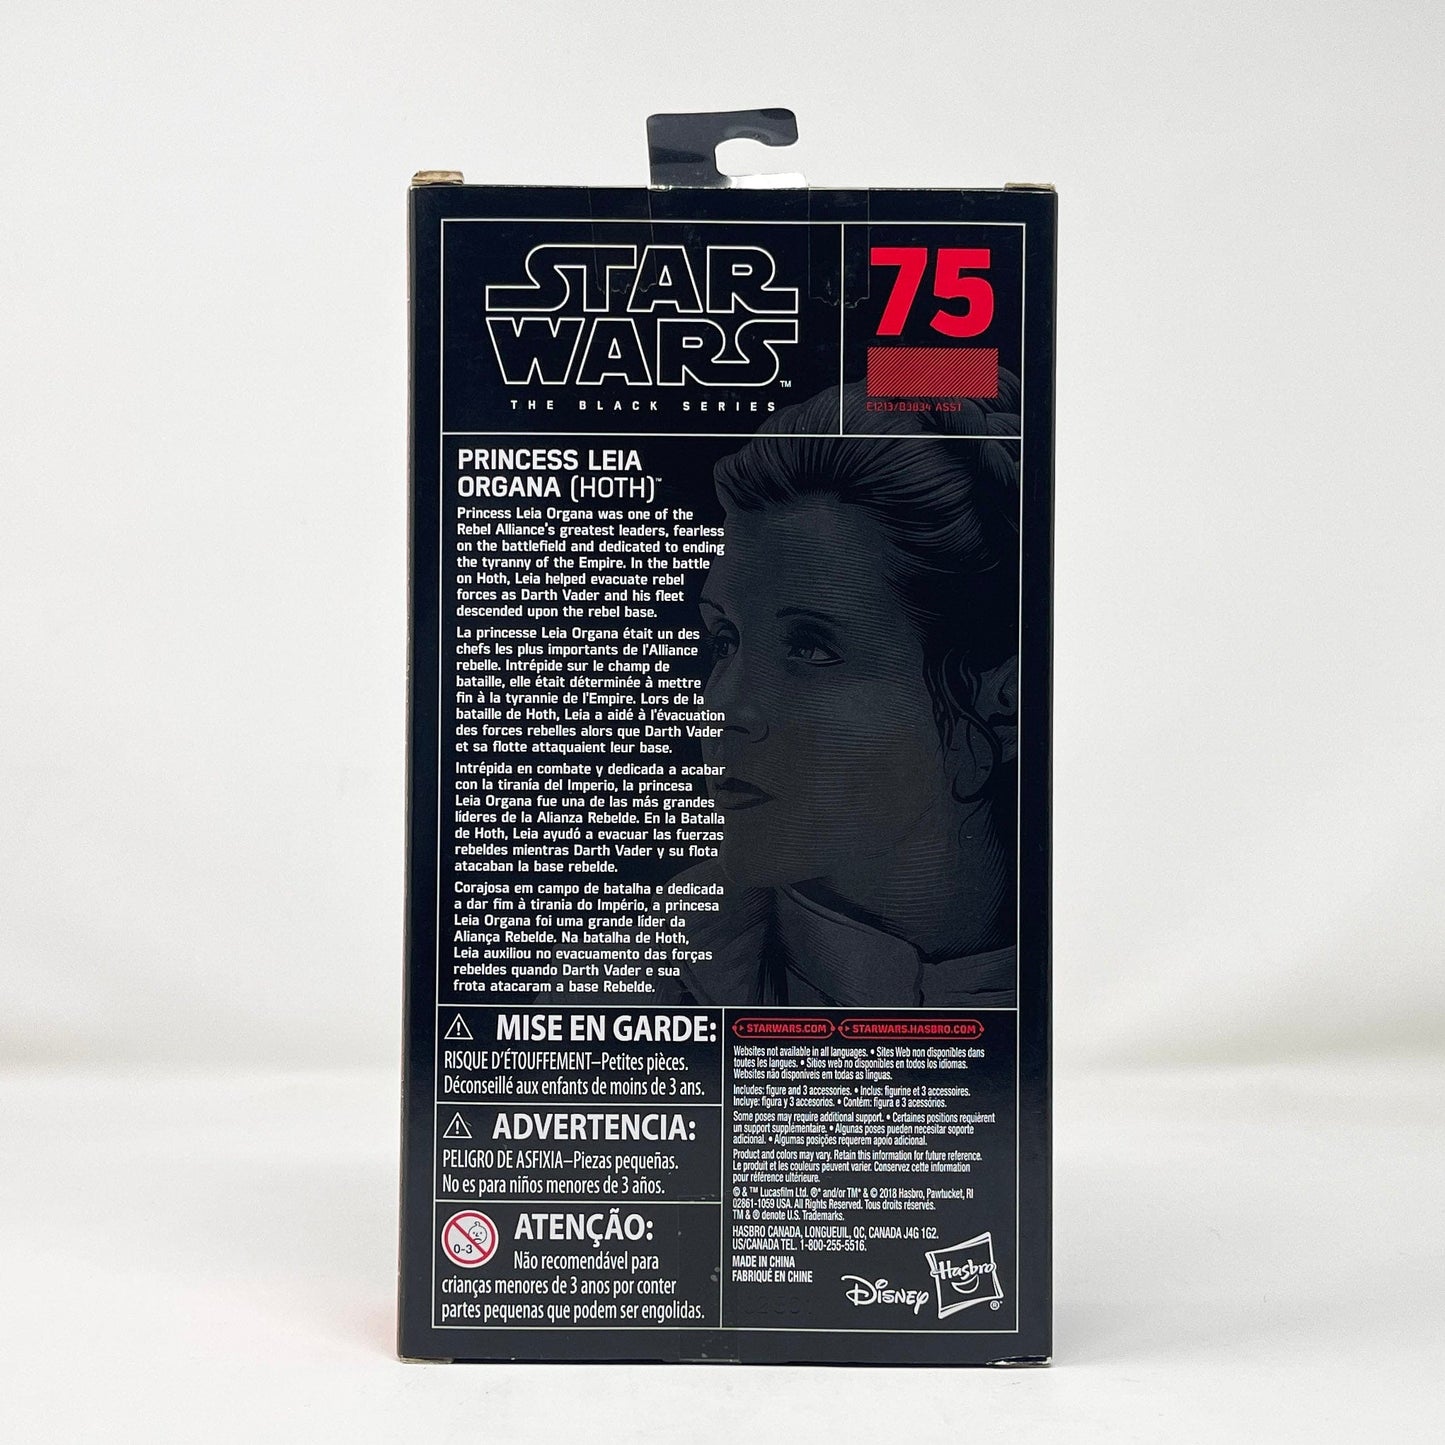 STAR
WARS™
THE BLACK SERIES
75
E1213/B3834 ASST
PRINCESS LEIA
ORGANA (HOTH)™
Princess Leia Organa was one of the
Rebel Alliance's greatest leaders, fearless
on the battlefield and dedicated to ending
the tyranny of the Empire. In the battle
on Hoth, Leia helped evacuate rebel
forces as Darth Vader and his fleet
descended upon the rebel base.
La princesse Leia Organa était un des
chefs les plus importants de l'Alliance
rebelle. Intrépide sur le champ de
bataille, elle était déterminée à mettre
fin à la tyrannie de l'Empire. Lors de la
bataille de Hoth, Leia a aidé à l'évacuation
des forces rebelles alors que Darth Vader
et sa flotte attaquaient leur base.
Intrépida en combate y dedicada a acabar
con la tiranía del Imperio, la princesa
Leia Organa fue una de las más grandes
líderes de la Alianza Rebelde. En la Batalla
de Hoth, Leia ayudó a evacuar las fuerzas
rebeldes mientras Darth Vader y su flota
atacaban la base rebelde.
Corajosa em campo de batalha e dedicada
a dar fim à tirania do Império, a princesa
Leia Organa foi uma grande líder da
Aliança Rebelde. Na batalha de Hoth,
Leia auxiliou no evacuamento das forças
rebeldes quando Darth Vader e sua
frota atacaram a base Rebelde.
MISE EN GARDE:
RISQUE D'ÉTOUFFEMENT–Petites pièces.
Déconseillé aux enfants de moins de 3 ans.
ADVERTENCIA:
PELIGRO DE ASFIXIA–Piezas pequeñas.
No es para niños menores de 3 años.
0-3
ATENÇÃO:
Não recomendável para
crianças menores de 3 anos por conter
partes pequenas que podem ser engolidas.
STARWARS.COM STARWARS.HASBRO.COM
Websites not available in all languages. • Sites Web non disponibles dans
toutes les langues. • Sitios web no disponibles en todos los idiomas.
Websites não disponíveis em todas as línguas.
Includes: figure and 3 accessories. • Inclus: figurine et 3 accessoires.
Incluye: figura y 3 accesorios. • Contém: figura e 3 acessórios.
Some poses may require additional support. • Certaines positions requièrent
un support supplémentaire. • Algunas poses pueden necesitar soporte
adicional. • Algumas posições requerem apoio adicional.
Product and colors may vary. Retain this information for future reference.
Le produit et les couleurs peuvent varier. Conservez cette information
pour référence ultérieure.
© & ™ Lucasfilm Ltd. ®* and/or TM* & © 2018 Hasbro, Pawtucket, RI
02861-1059 USA. All Rights Reserved. Tous droits réservés.
TM & ® denote U.S. Trademarks.
HASBRO CANADA, LONGUEUIL, QC, CANADA J4G 1G2.
US/CANADA TEL. 1-800-255-5516.
MADE IN CHINA
FABRIQUÉ EN CHINE
Disney
Hasbro®